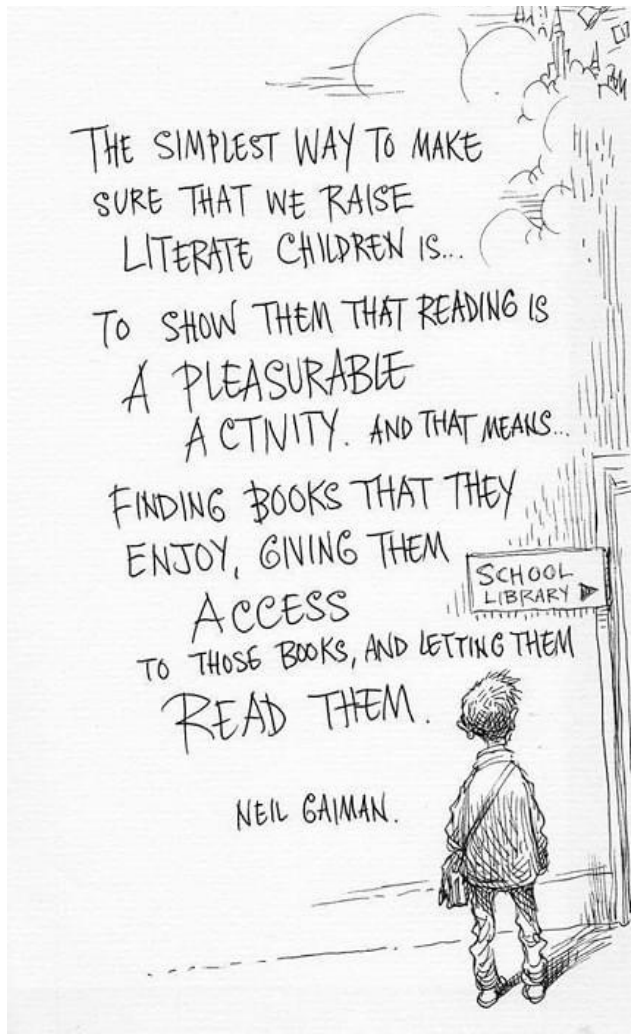 THE SIMPLEST WAY TO MAKE
SURE THAT WE RAISE
LITERATE CHILDREN IS...
TO SHOW THEM THAT READING IS
A PLEASURABLE
ACTIVITY. AND THAT MEANS...
FINDING BOOKS THAT THEY
ENJOY, GIVING THEM
ACCESS
TO THOSE BOOKS, AND LETTING THEM
READ THEM.
NEIL GAIMAN.
SCHOOL
LIBRARY